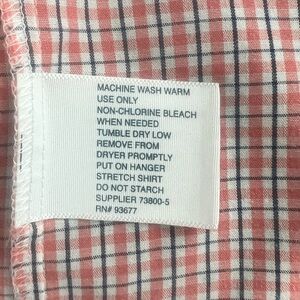 MACHINE WASH WARM
USE ONLY
NON-CHLORINE BLEACH
WHEN NEEDED
TUMBLE DRY LOW
REMOVE FROM
DRYER PROMPTLY
PUT ON HANGER
STRETCH SHIRT
DO NOT STARCH
SUPPLIER 73800-5
RN# 93677